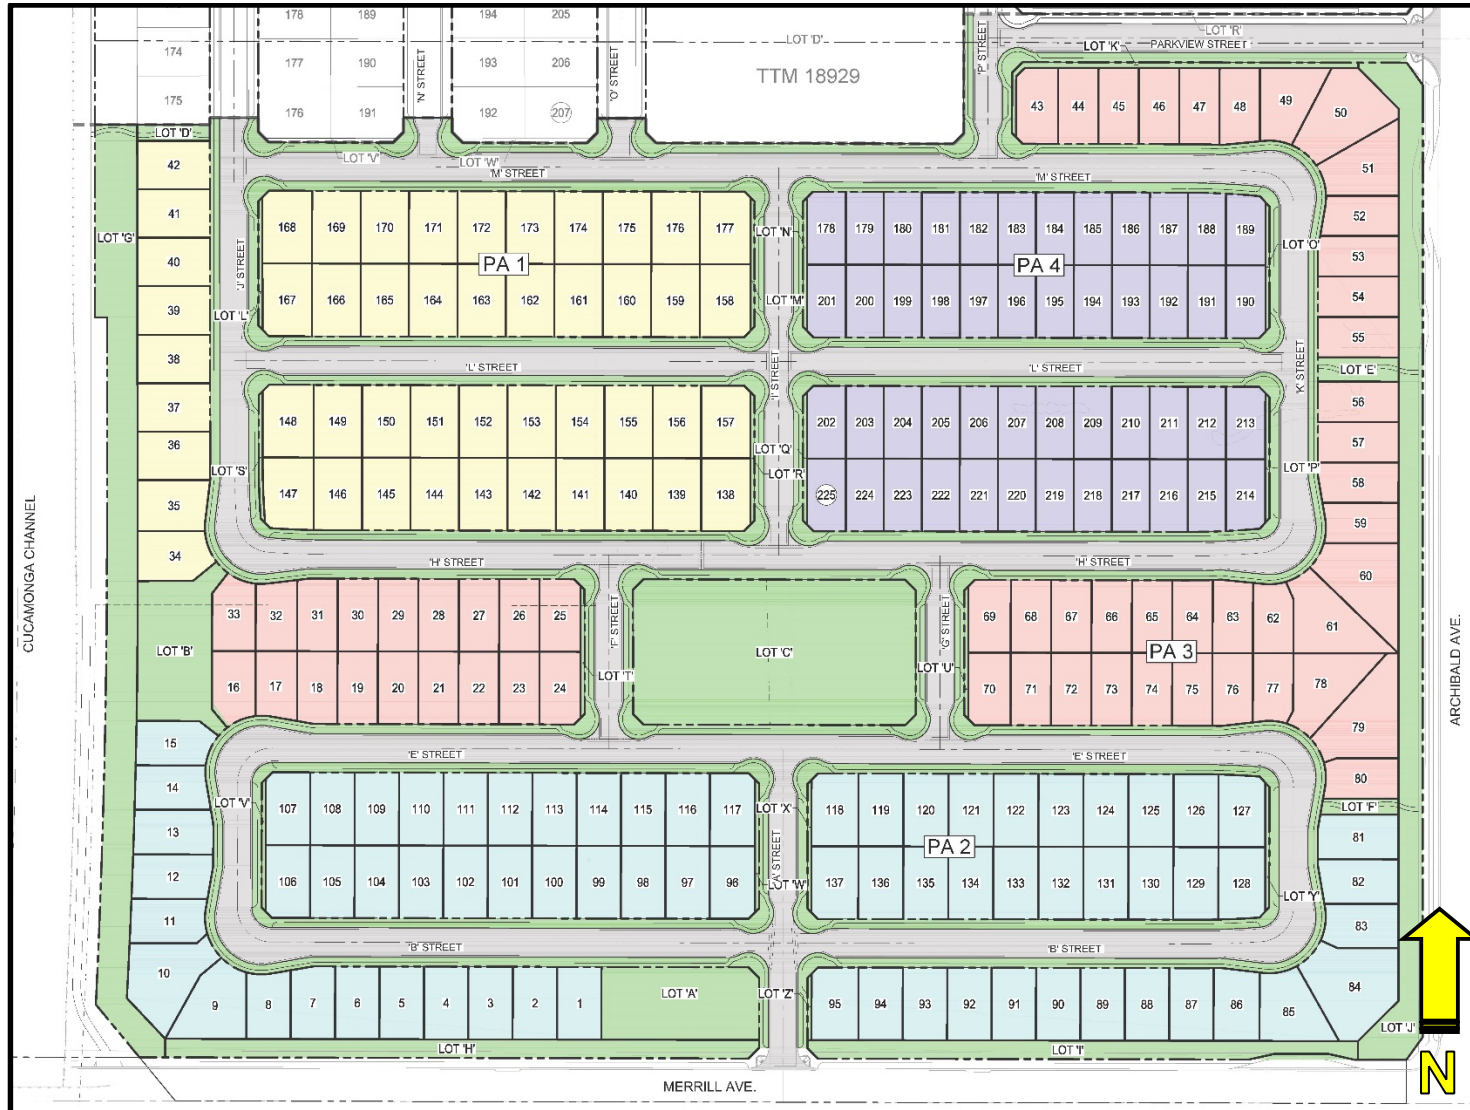 178 189 194 205
LOT 'D'
LOT 'R'
LOT 'K' PARKVIEW STREET
174
177 190 193 206
TTM 18929
'N' STREET
'O' STREET
'P' STREET
175
176 191 192 207
43 44 45 46 47 48 49 50
LOT 'D'
LOT 'V' LOT 'W'
'M' STREET 'M' STREET
42
51
41
52
168 169 170 171 172 173 174 175 176 177
LOT 'N'
178 179 180 181 182 183 184 185 186 187 188 189
LOT 'G'
LOT 'O'
40
PA 1
PA 4
53
'J' STREET
167 166 165 164 163 162 161 160 159 158
LOT 'M'
201 200 199 198 197 196 195 194 193 192 191 190
54
39
LOT 'L'
55
38
'L' STREET
'I' STREET
'L' STREET
'K' STREET
LOT 'E'
37
56
148 149 150 151 152 153 154 155 156 157
202 203 204 205 206 207 208 209 210 211 212 213
36
57
LOT 'S'
LOT 'Q'
LOT 'R'
LOT 'P'
58
147 146 145 144 143 142 141 140 139 138
225 224 223 222 221 220 219 218 217 216 215 214
35
59
34
'H' STREET 'H' STREET
60
CUCAMONGA CHANNEL
33 32 31 30 29 28 27 26 25
'F' STREET
'G' STREET
69 68 67 66 65 64 63 62 61
LOT 'B'
LOT 'C'
PA 3
LOT 'T'
LOT 'U'
16 17 18 19 20 21 22 23 24
70 71 72 73 74 75 76 77 78
ARCHIBALD AVE.
79
15
'E' STREET 'E' STREET
80
14
LOT 'V'
LOT 'X'
LOT 'F'
107 108 109 110 111 112 113 114 115 116 117
118 119 120 121 122 123 124 125 126 127
13
81
'A' STREET
PA 2
12
82
106 105 104 103 102 101 100 99 98 97 96
LOT 'W'
137 136 135 134 133 132 131 130 129 128
LOT 'Y'
11
83
'B' STREET 'B' STREET
10
84
9 8 7 6 5 4 3 2 1
LOT 'A'
LOT 'Z'
95 94 93 92 91 90 89 88 87 86 85
LOT 'J'
LOT 'H'
LOT 'I'
N
MERRILL AVE.